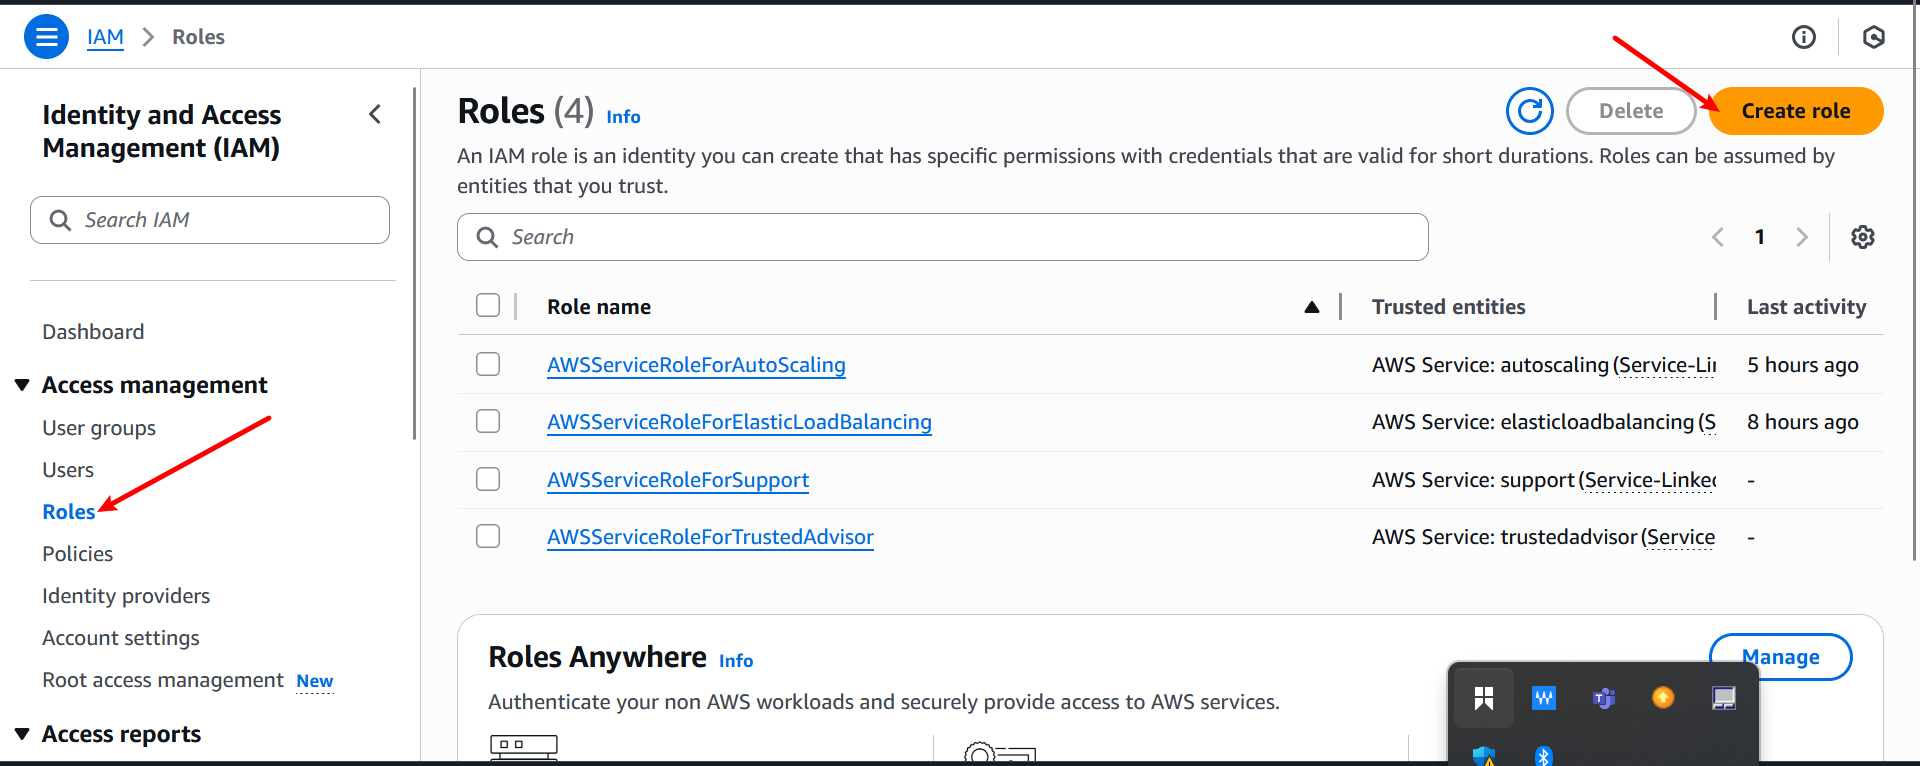 IAM > Roles
Identity and Access
Management (IAM)
Search IAM
Dashboard
Access management
User groups
Users
Roles
Policies
Identity providers
Account settings
Root access management New
Access reports
Roles (4) Info
Delete
Create role
An IAM role is an identity you can create that has specific permissions with credentials that are valid for short durations. Roles can be assumed by
entities that you trust.
Search
1
Role name
Trusted entities
Last activity
AWSServiceRoleForAutoScaling AWS Service: autoscaling (Service-Li 5 hours ago
AWSServiceRoleForElasticLoadBalancing AWS Service: elasticloadbalancing (S 8 hours ago
AWSServiceRoleForSupport AWS Service: support (Service-Linke -
AWSServiceRoleForTrustedAdvisor AWS Service: trustedadvisor (Service -
Roles Anywhere Info
Manage
Authenticate your non AWS workloads and securely provide access to AWS services.